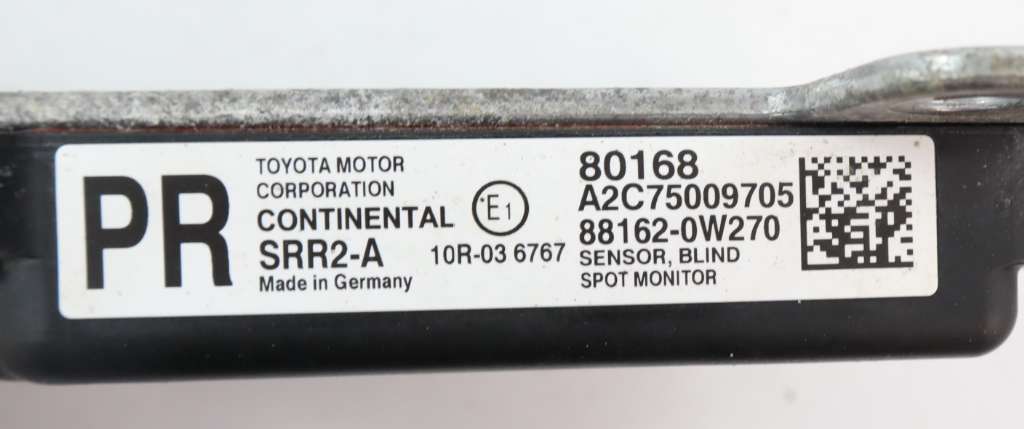 PR
TOYOTA MOTOR
CORPORATION
CONTINENTAL
SRR2-A
Made in Germany
E1
10R-03 6767
80168
A2C75009705
88162-0W270
SENSOR, BLIND
SPOT MONITOR